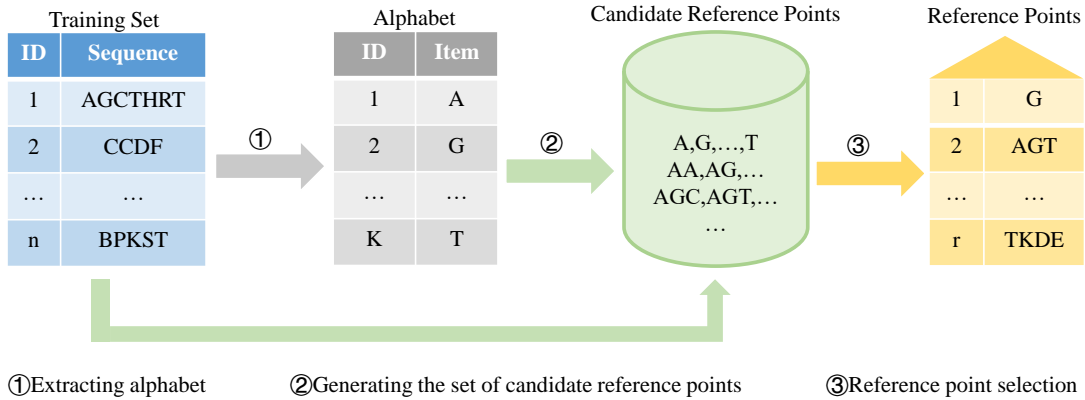 Training Set
ID Sequence
1 AGCTHRT
2 CCDF
… …
n BPKST
①
Alphabet
ID Item
1 A
2 G
… …
K T
②
Candidate Reference Points
A,G,…,T
AA,AG,…
AGC,AGT,…
…
③
Reference Points
1 G
2 AGT
… …
r TKDE
①Extracting alphabet
②Generating the set of candidate reference points
③Reference point selection